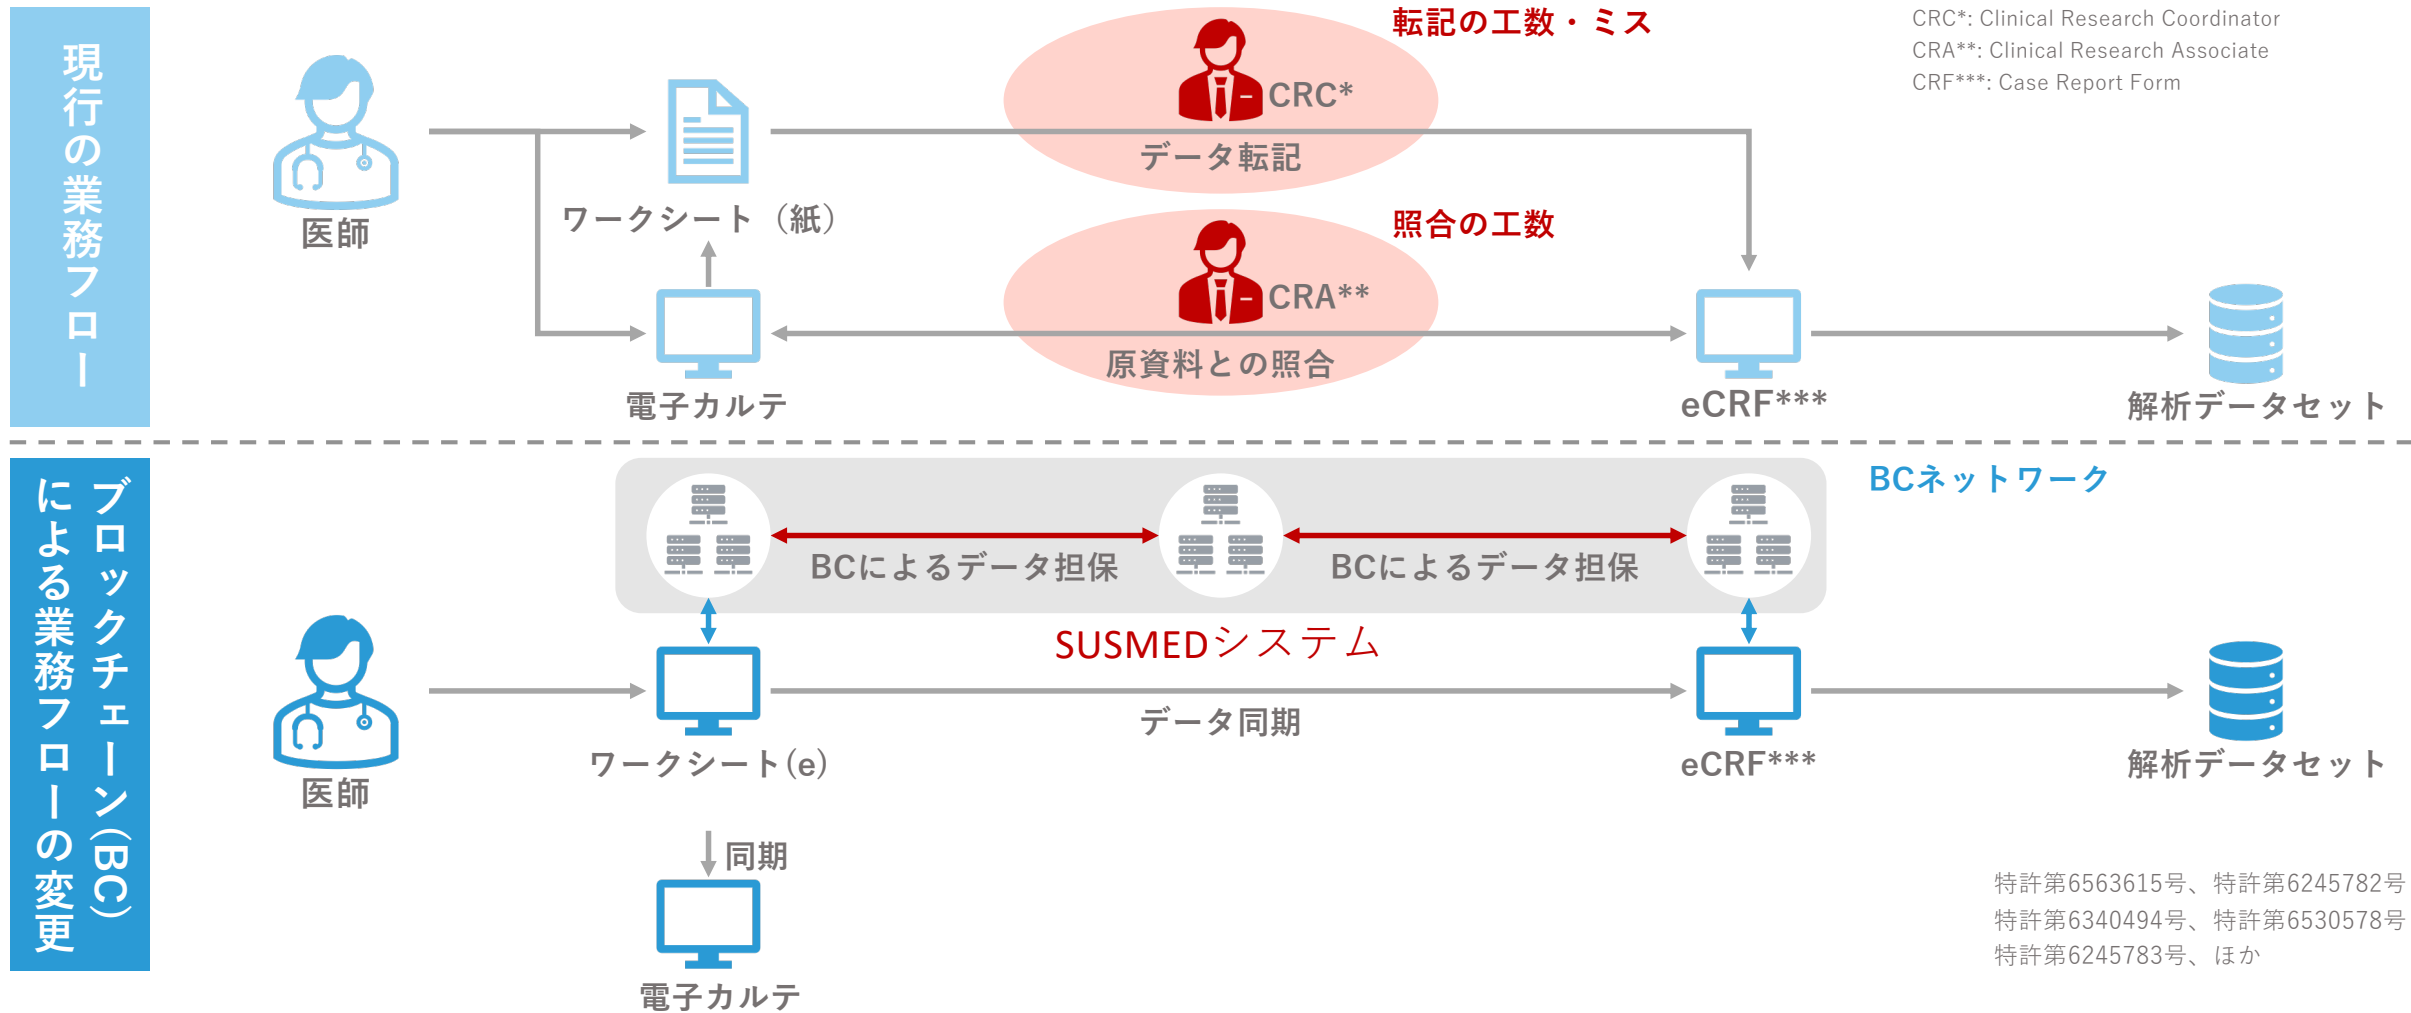 現行の業務フロー
医師
ワークシート（紙）
電子カルテ
転記の工数・ミス
CRC*
データ転記
照合の工数
CRA**
原資料との照合
eCRF***
解析データセット
CRC*: Clinical Research Coordinator
CRA**: Clinical Research Associate
CRF***: Case Report Form
ブロックチェーン(BC)
による業務フローの変更
BCネットワーク
BCによるデータ担保
BCによるデータ担保
SUSMEDシステム
医師
ワークシート(e)
データ同期
eCRF***
解析データセット
同期
電子カルテ
特許第6563615号、特許第6245782号
特許第6340494号、特許第6530578号
特許第6245783号、ほか